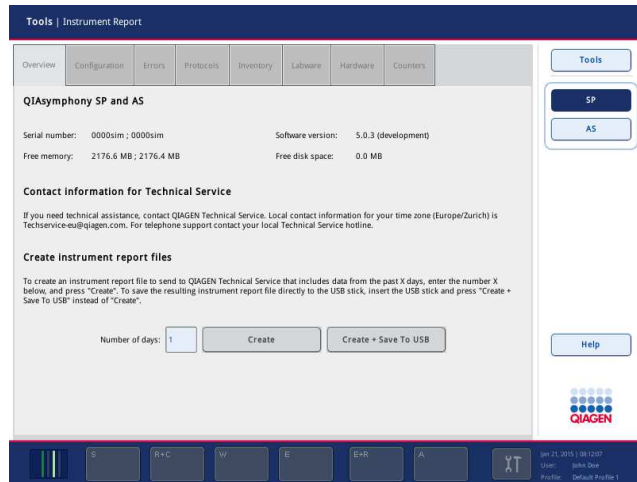 Tools | Instrument Report
Overview Configuration Errors Protocols Inventory Labware Hardware Counters
Tools
SP
AS
QIAsymphony SP and AS
Serial number: 0000sim ; 0000sim Software version: 5.0.3 (development)
Free memory: 2176.6 MB ; 2176.4 MB Free disk space: 0.0 MB
Contact information for Technical Service
If you need technical assistance, contact QIAGEN Technical Service. Local contact information for your time zone (Europe/Zurich) is
Techservice-eu@qiagen.com. For telephone support contact your local Technical Service hotline.
Create instrument report files
To create an instrument report file to send to QIAGEN Technical Service that includes data from the past X days, enter the number X
below, and press "Create". To save the resulting instrument report file directly to the USB stick, insert the USB stick and press "Create +
Save To USB" instead of "Create".
Number of days: 1 Create Create + Save To USB
Help
QIAGEN
S R+C W E E+R A
Jan 21, 2015 | 08:12:07
User: John Doe
Profile: Default Profile 1